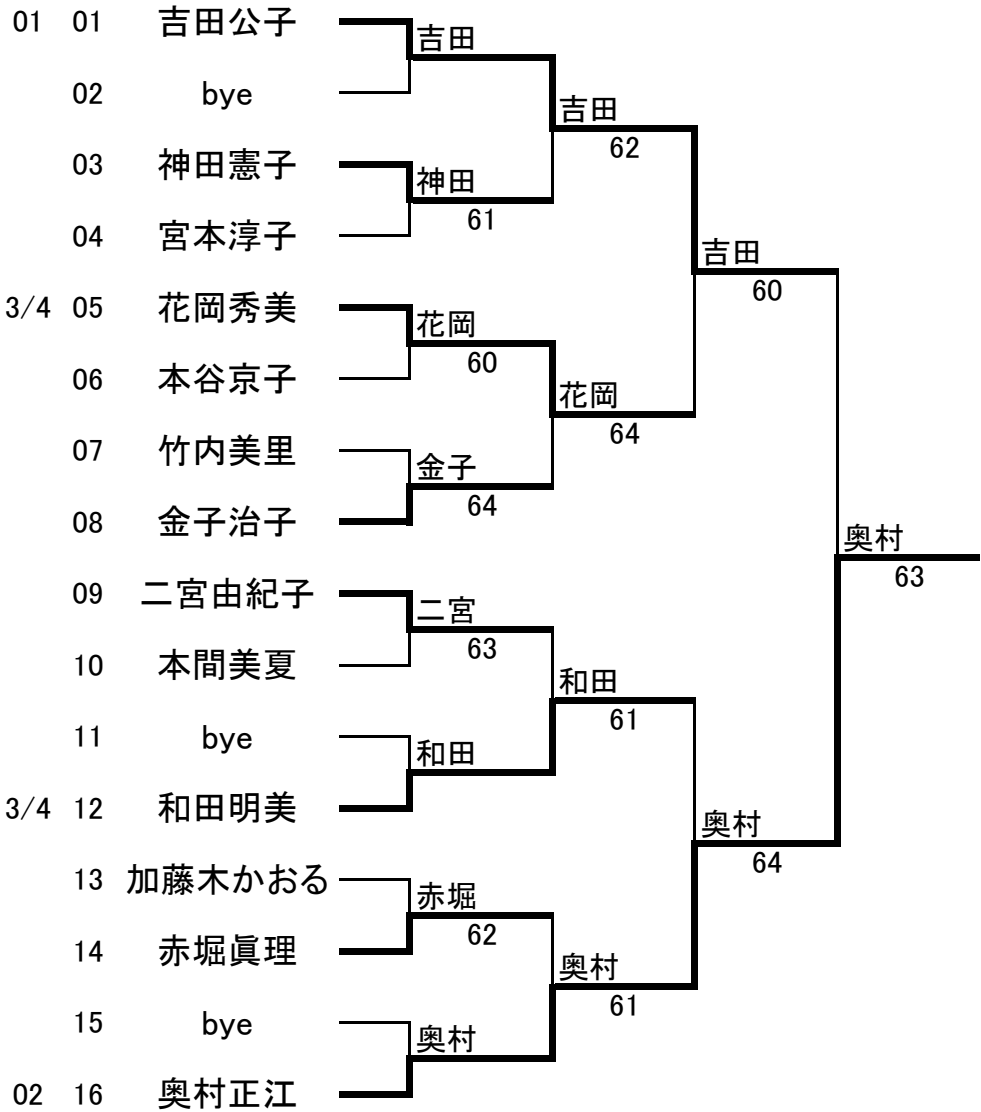 01 01 吉田公子
吉田
02 bye
吉田
62
03 神田憲子
神田
61
04 宮本淳子
吉田
60
3/4 05 花岡秀美
花岡
60
06 本谷京子
花岡
64
07 竹内美里
金子
64
08 金子治子
奥村
63
09 二宮由紀子
二宮
63
10 本間美夏
和田
61
11 bye
和田
3/4 12 和田明美
奥村
64
13 加藤木かおる
赤堀
62
14 赤堀眞理
奥村
61
15 bye
奥村
02 16 奥村正江